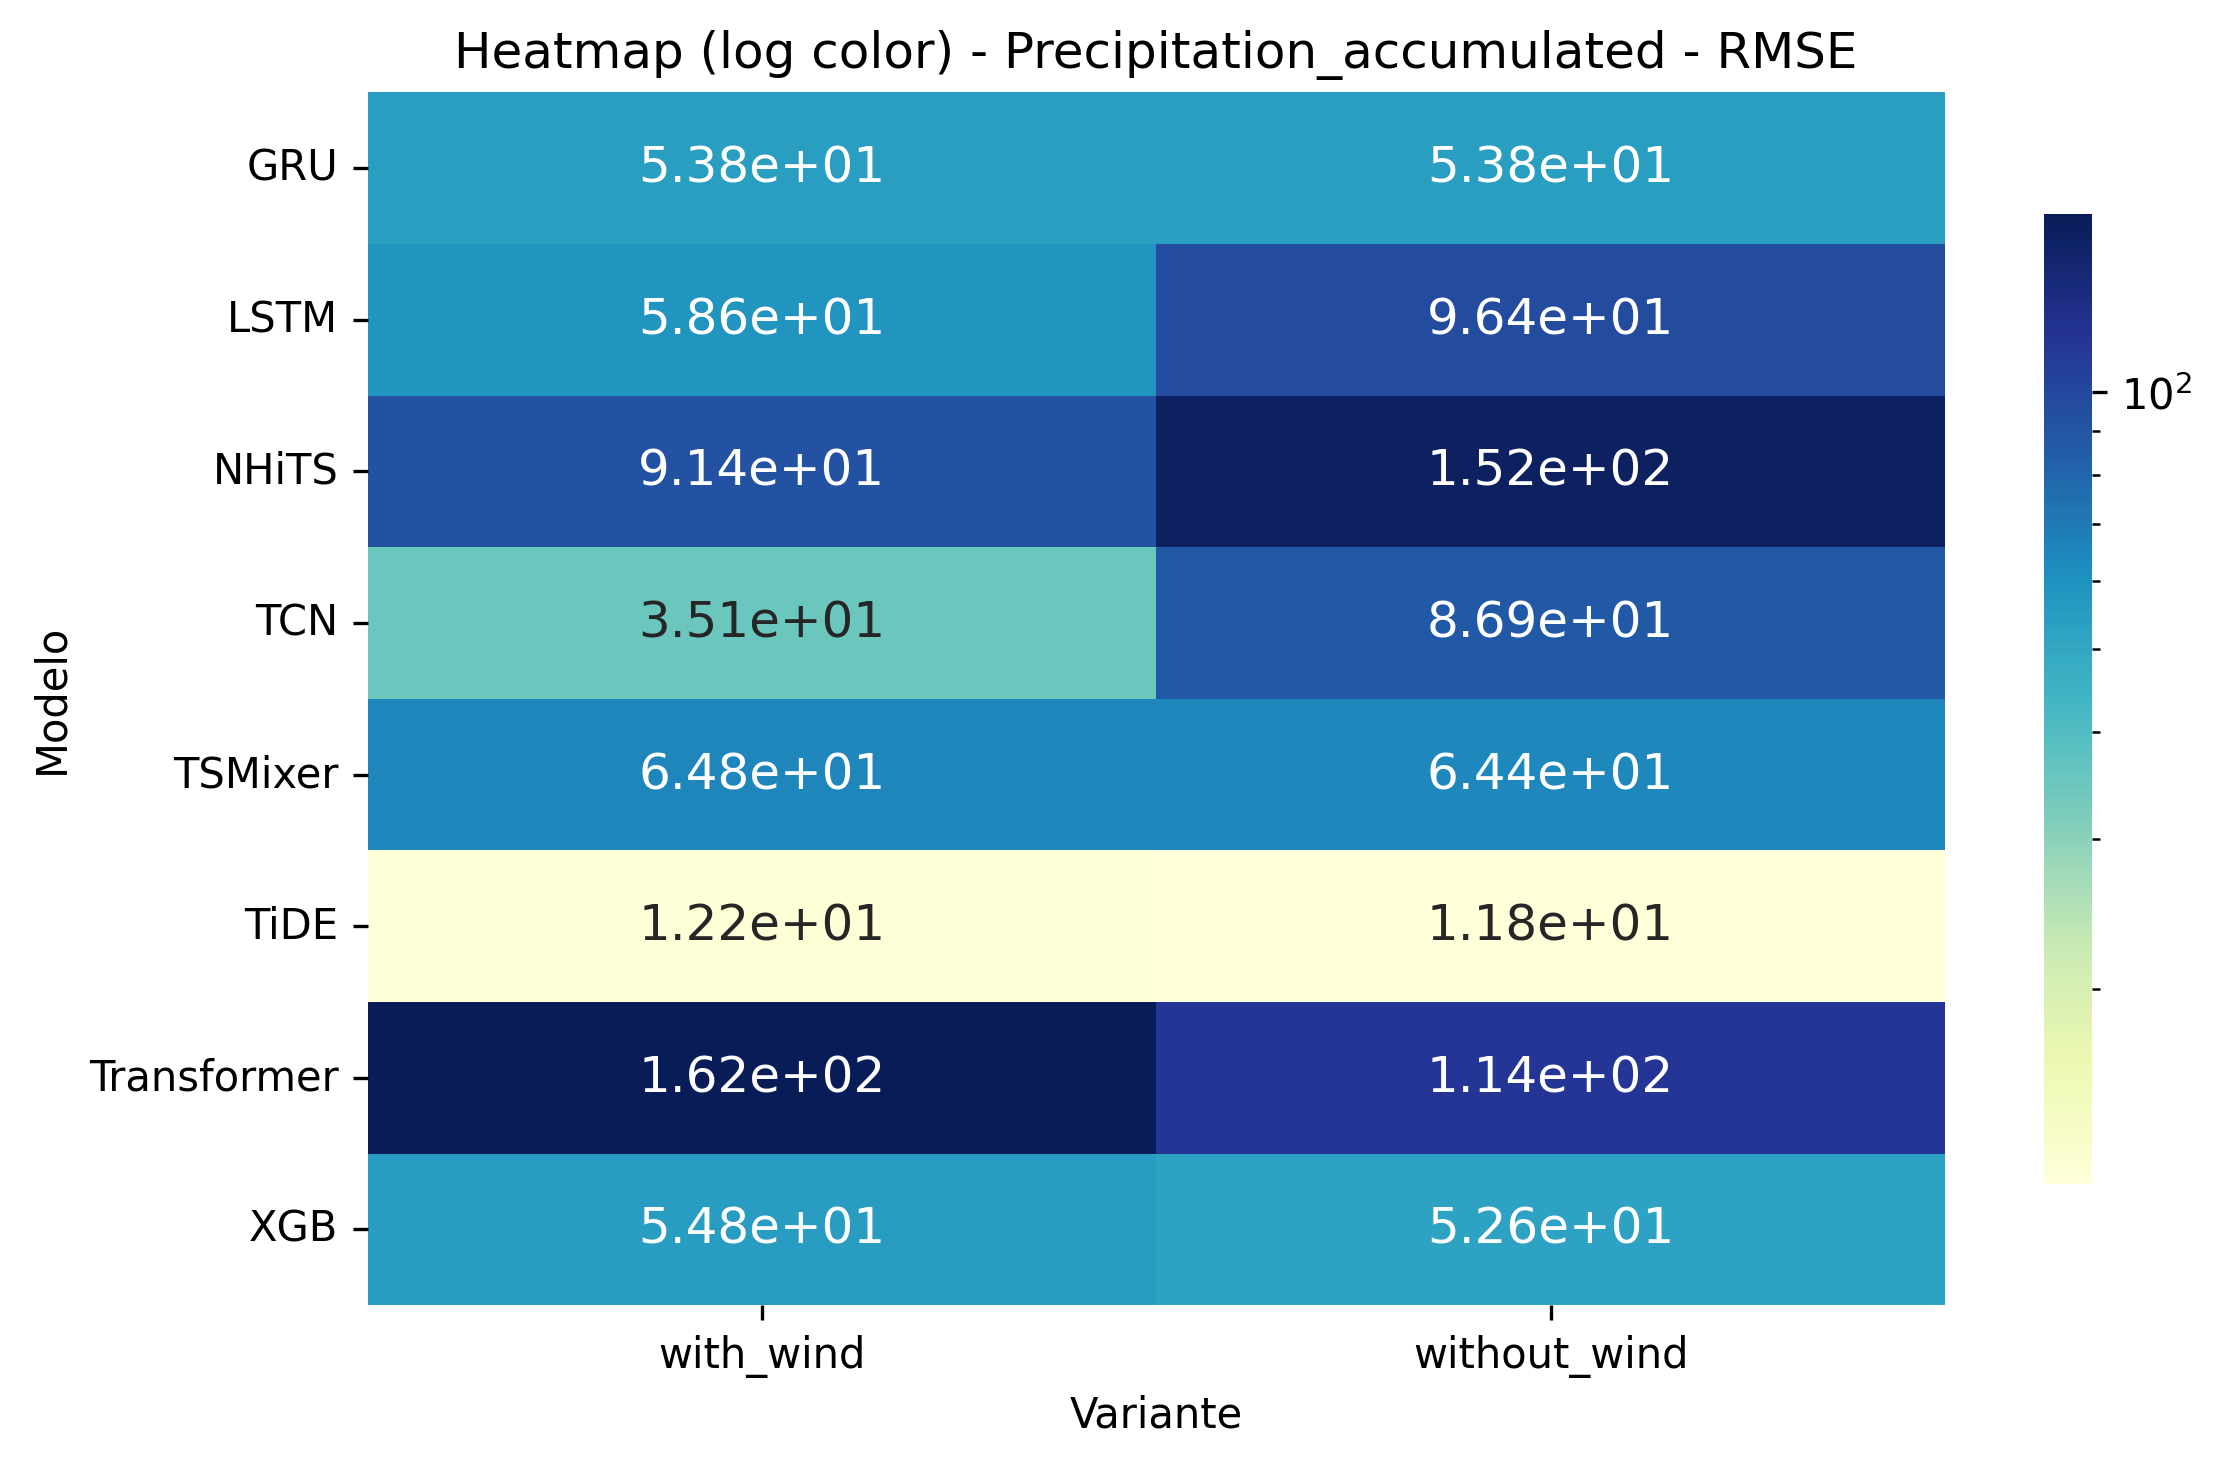 Heatmap (log color) - Precipitation_accumulated - RMSE
GRU 5.38e+01 5.38e+01
LSTM 5.86e+01 9.64e+01
NHiTS 9.14e+01 1.52e+02
TCN 3.51e+01 8.69e+01
TSMixer 6.48e+01 6.44e+01
TiDE 1.22e+01 1.18e+01
Transformer 1.62e+02 1.14e+02
XGB 5.48e+01 5.26e+01
with_wind without_wind
Variante
Modelo
10²